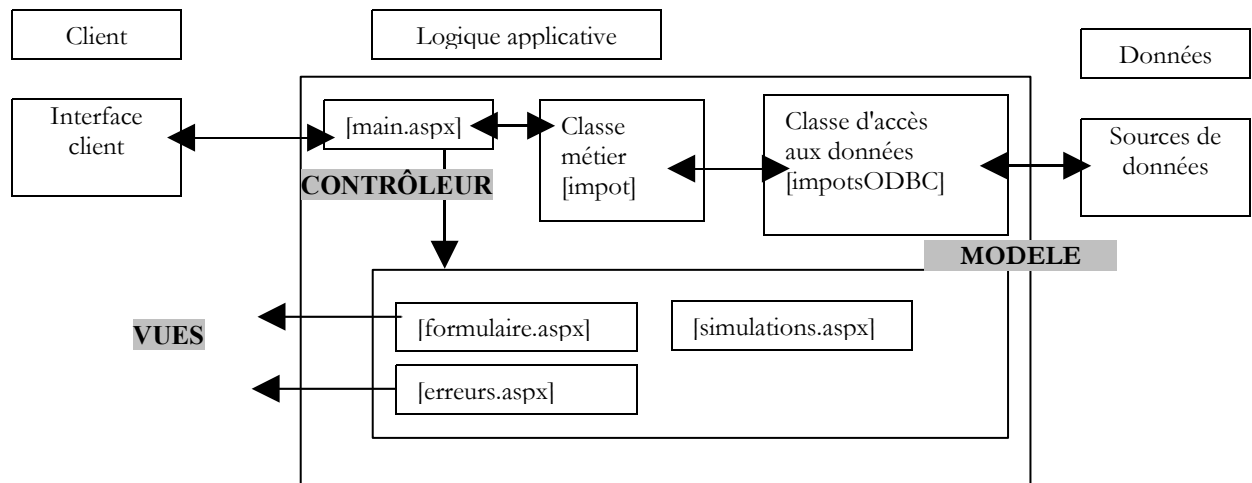 Client
Logique applicative
Données
Interface
client
[main.aspx]
Classe
métier
[impot]
Classe d'accès
aux données
[impotsODBC]
Sources de
données
CONTRÔLEUR
MODELE
VUES
[formulaire.aspx]
[simulations.aspx]
[erreurs.aspx]